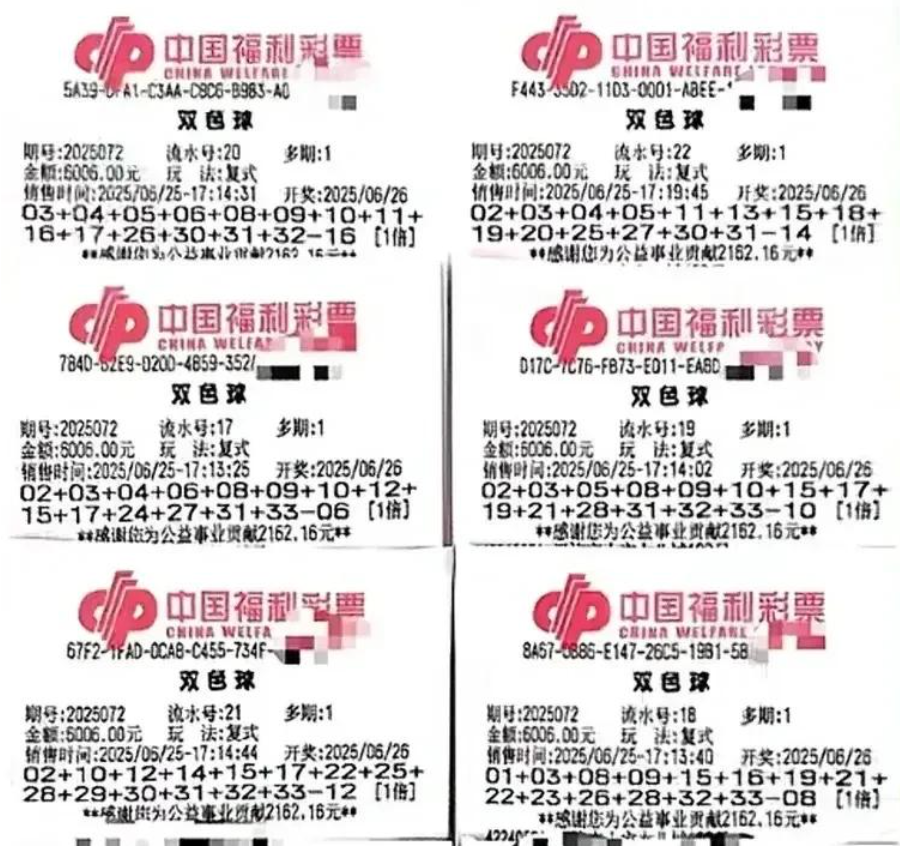 中国福利彩票
CHINA WELFARE
5A39- FA1-C3AA-C8C6-B983-A0
双色球
期号:2025072 流水号:20 多期:1
金额:6006.00元 玩 法:复式
销售时间:2025/06/25-17:14:31 开奖:2025/06/26
03+04+05+06+08+09+10+11+
16+17+26+30+31+32-16 [1倍]
**感谢您为公益事业贡献2162.16元**
中国福利彩票
CHINA WELFARE
F443- 5D2-11D3-0001-ABEE-
双色球
期号:2025072 流水号:22 多期:1
金额:6006.00元 玩 法:复式
销售时间:2025/06/25-17:19:45 开奖:2025/06/26
02+03+04+05+11+13+15+18+
19+20+25+27+30+31-14 [1倍]
**感谢您为公益事业贡献2162.16元**
中国福利彩票
CHINA WELFA
784D-B2E9-D200-4B59-352
双色球
期号:2025072 流水号:17 多期:1
金额:6006.00元 玩 法:复式
销售时间:2025/06/25-17:13:25 开奖:2025/06/26
02+03+04+06+08+09+10+12+
15+17+24+27+31+33-06 [1倍]
**感谢您为公益事业贡献2162.16元**
中国福利彩票
CHINA WELF
D17C-7C76-FB73-ED11-EA8D
双色球
期号:2025072 流水号:19 多期:1
金额:6006.00元 玩 法:复式
销售时间:2025/06/25-17:14:02 开奖:2025/06/26
02+03+05+08+09+10+15+17+
19+21+28+31+32+33-10 [1倍]
**感谢您为公益事业贡献2162.16元**
中国福利彩票
CHINA WELFA
67F2-1FAD-0CA8-C455-734F-
双色球
期号:2025072 流水号:21 多期:1
金额:6006.00元 玩 法:复式
销售时间:2025/06/25-17:14:44 开奖:2025/06/26
02+10+12+14+15+17+22+25+
28+29+30+31+32+33-12 [1倍]
**感谢您为公益事业贡献2162.16元**
中国福利彩票
CHINA WELFARE
8A67-0886-E147-26C5-19B1-5B
双色球
期号:2025072 流水号:18 多期:1
金额:6006.00元 玩 法:复式
销售时间:2025/06/25-17:13:40 开奖:2025/06/26
01+03+08+09+15+16+19+21+
22+23+26+28+32+33-08 [1倍]
**感谢您为公益事业贡献2162.16元**